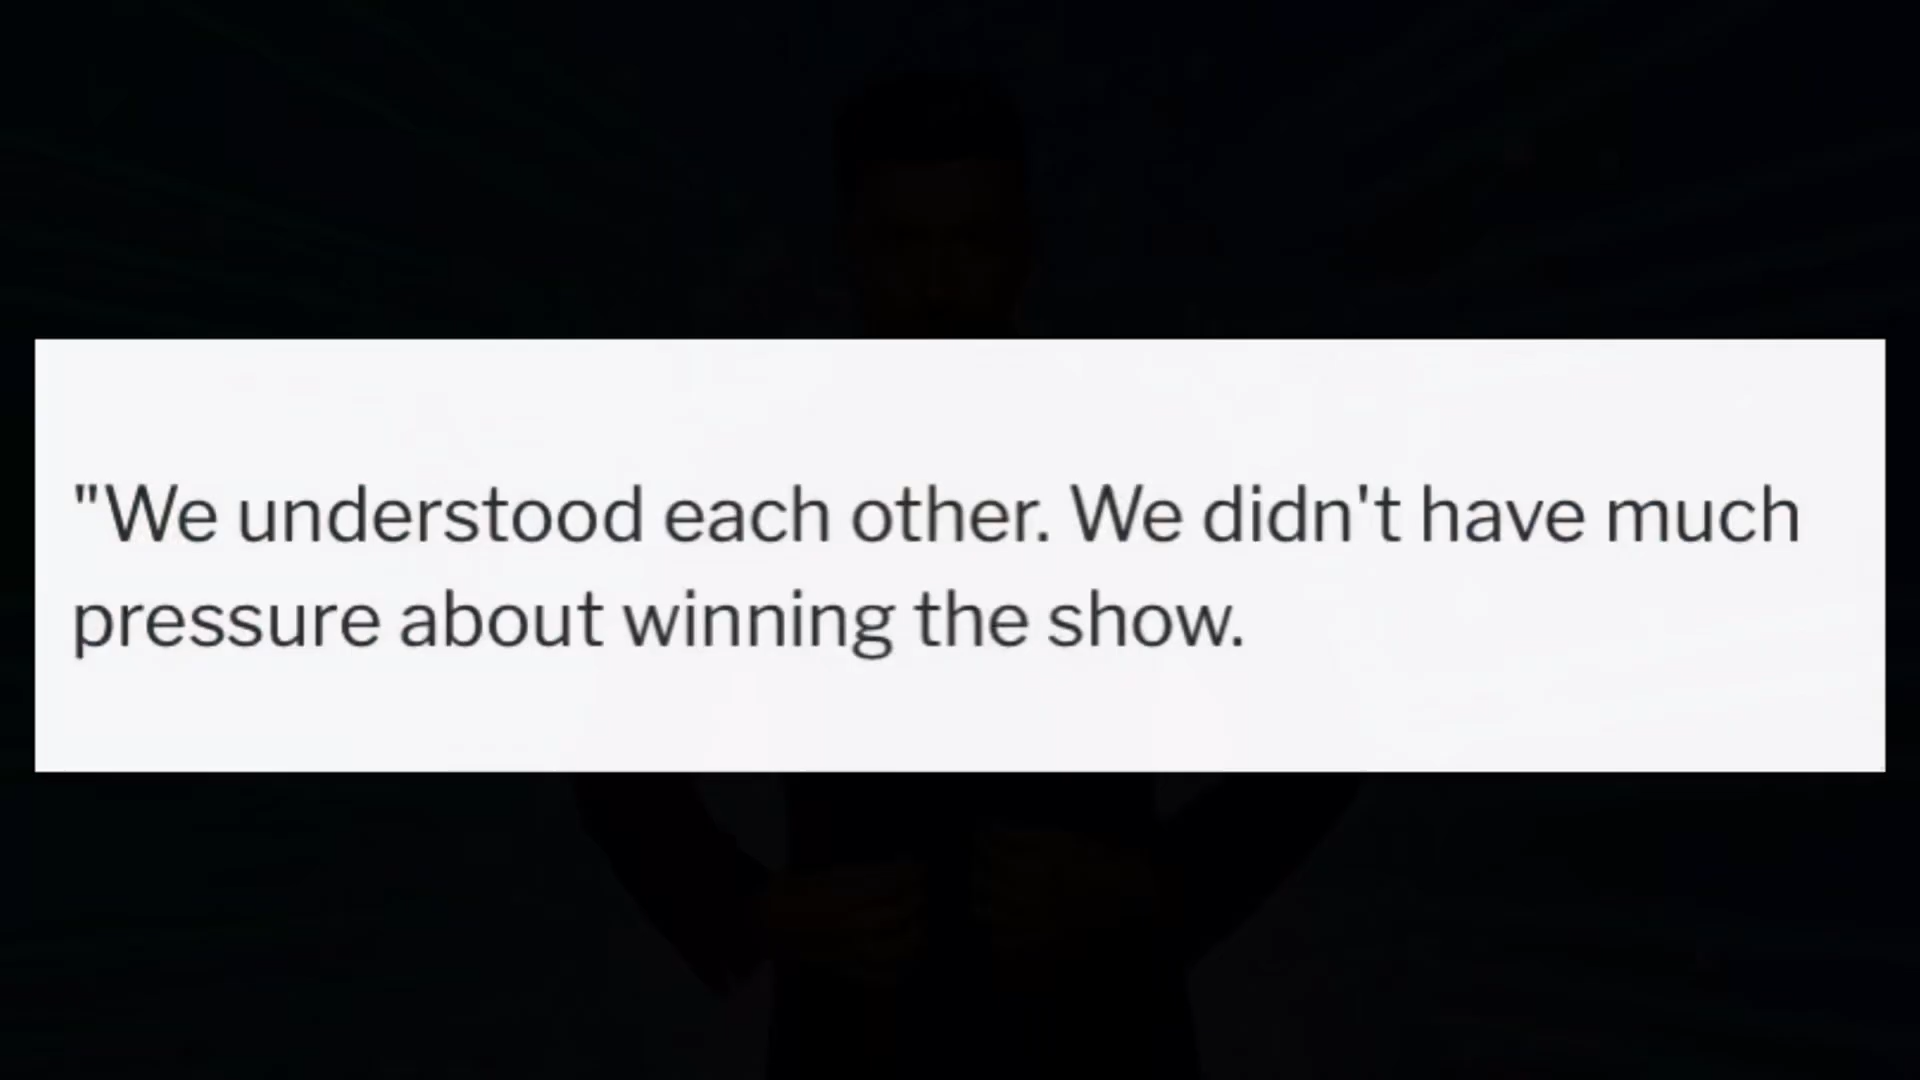 "We understood each other. We didn't have much
pressure about winning the show.